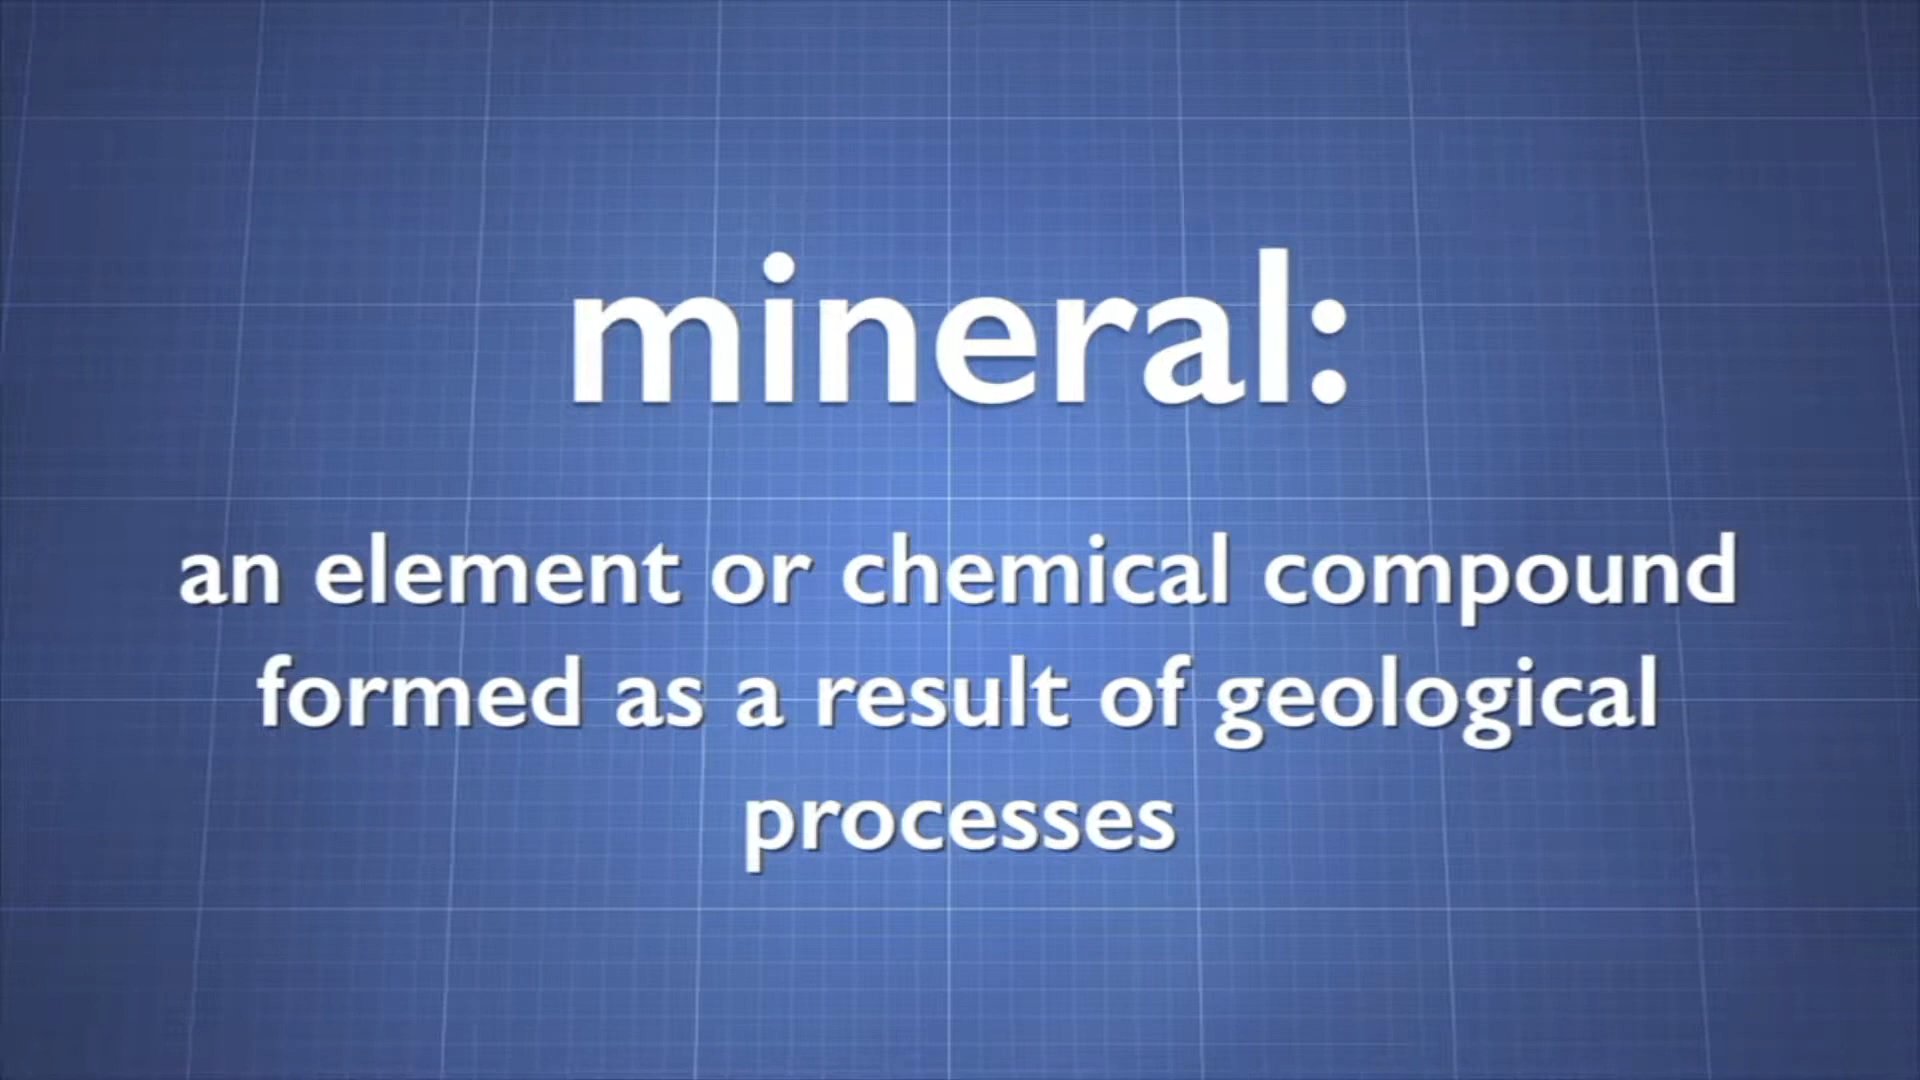 mineral:
an element or chemical compound
formed as a result of geological
processes